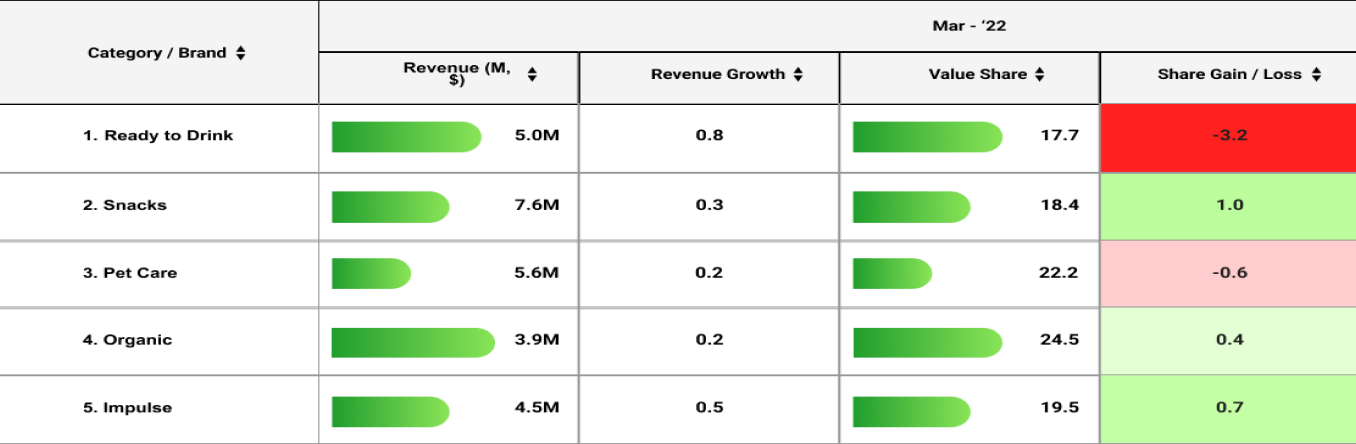 Mar - ‘22
Category / Brand
Revenue (M, $)
Revenue Growth
Value Share
Share Gain / Loss
1. Ready to Drink 5.0M 0.8 17.7 -3.2
2. Snacks 7.6M 0.3 18.4 1.0
3. Pet Care 5.6M 0.2 22.2 -0.6
4. Organic 3.9M 0.2 24.5 0.4
5. Impulse 4.5M 0.5 19.5 0.7